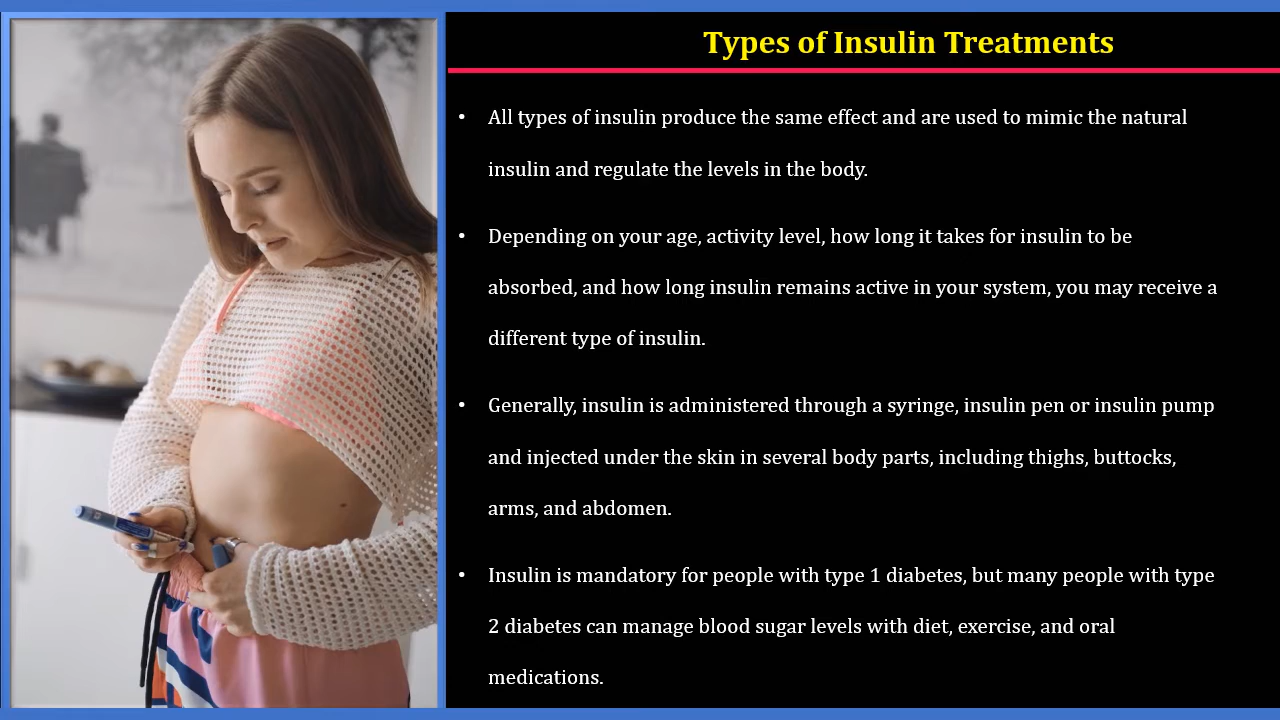 Types of Insulin Treatments
• All types of insulin produce the same effect and are used to mimic the natural
insulin and regulate the levels in the body.
• Depending on your age, activity level, how long it takes for insulin to be
absorbed, and how long insulin remains active in your system, you may receive a
different type of insulin.
• Generally, insulin is administered through a syringe, insulin pen or insulin pump
and injected under the skin in several body parts, including thighs, buttocks,
arms, and abdomen.
• Insulin is mandatory for people with type 1 diabetes, but many people with type
2 diabetes can manage blood sugar levels with diet, exercise, and oral
medications.